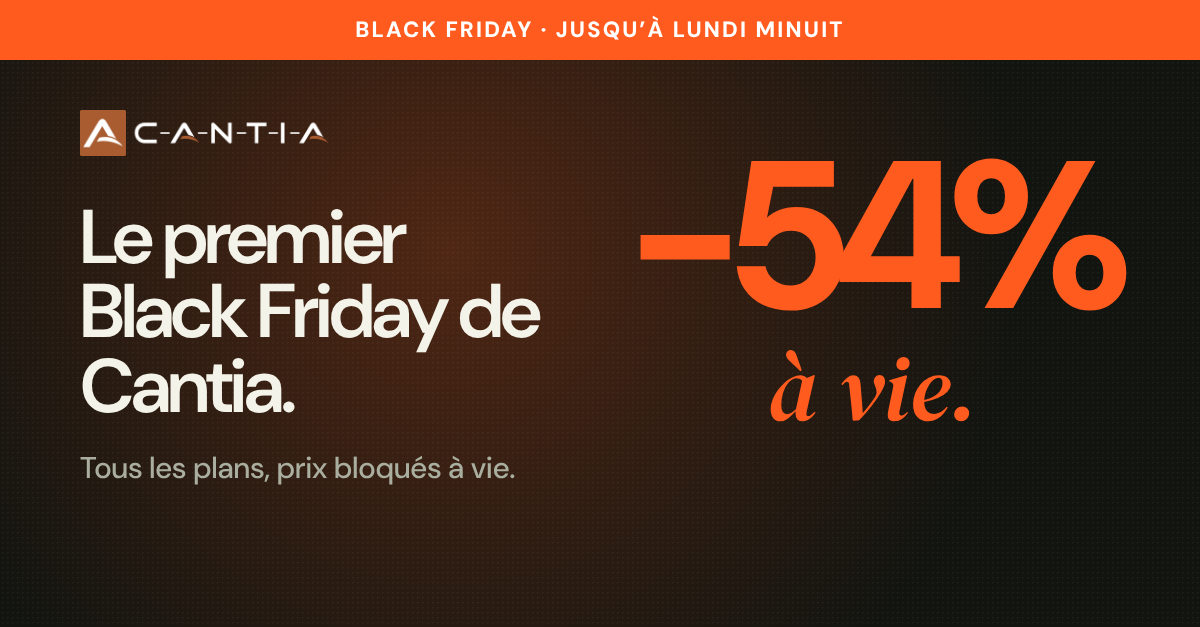 BLACK FRIDAY · JUSQU’À LUNDI MINUIT
C-A-N-T-I-A
Le premier
Black Friday de
Cantia.
Tous les plans, prix bloqués à vie.
–54%
à vie.